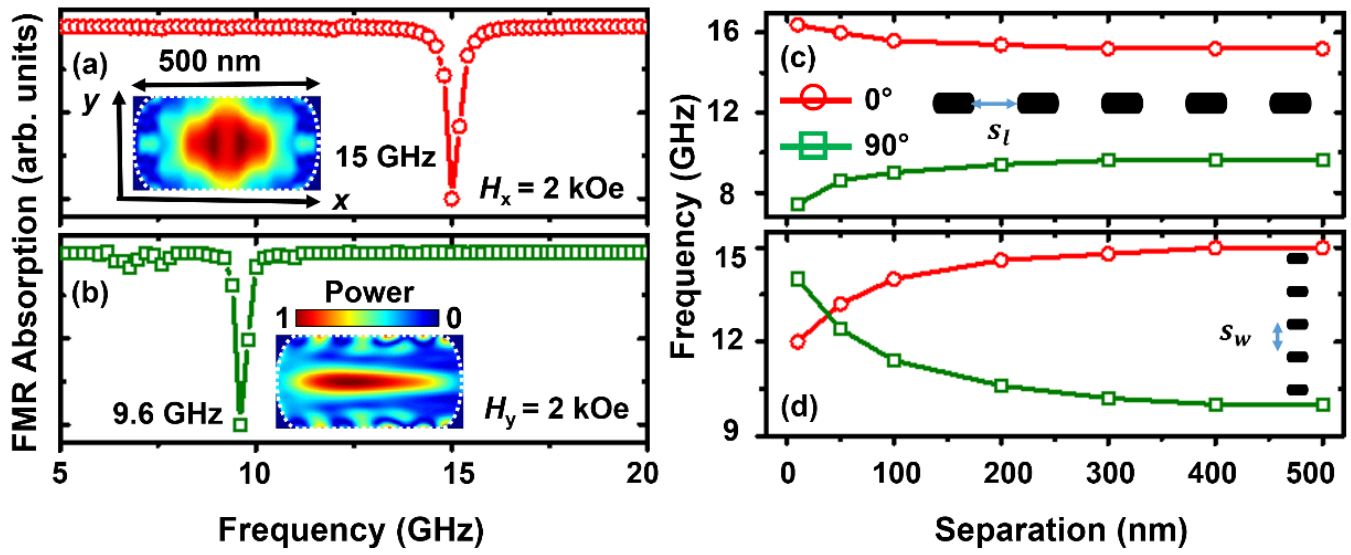 FMR Absorption (arb. units)
(a)
500 nm
y
x
15 GHz
Hx = 2 kOe
(b)
Power
1 0
9.6 GHz
Hy = 2 kOe
5 10 15 20
Frequency (GHz)
Frequency (GHz)
16
12
8
(c)
0°
90°
sl
15
12
9
(d)
sw
0 100 200 300 400 500
Separation (nm)